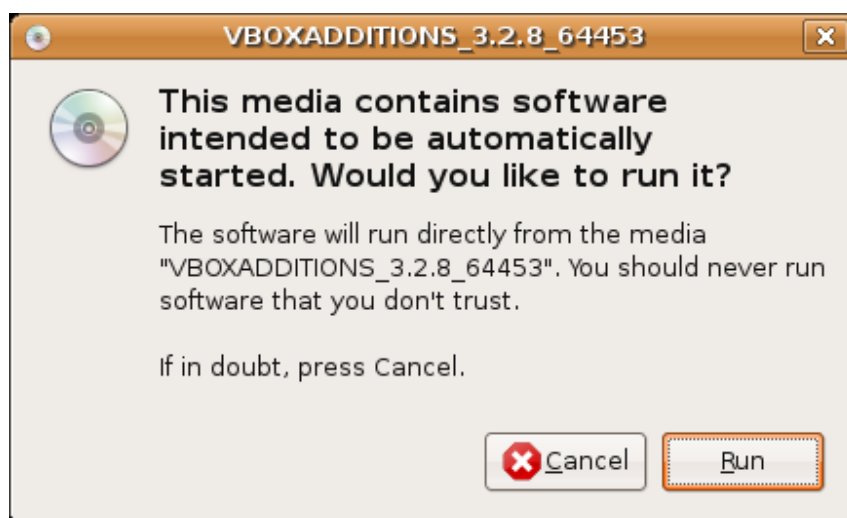 VBOXADDITIONS_3.2.8_64453
This media contains software
intended to be automatically
started. Would you like to run it?
The software will run directly from the media
"VBOXADDITIONS_3.2.8_64453". You should never run
software that you don't trust.
If in doubt, press Cancel.
Cancel
Run